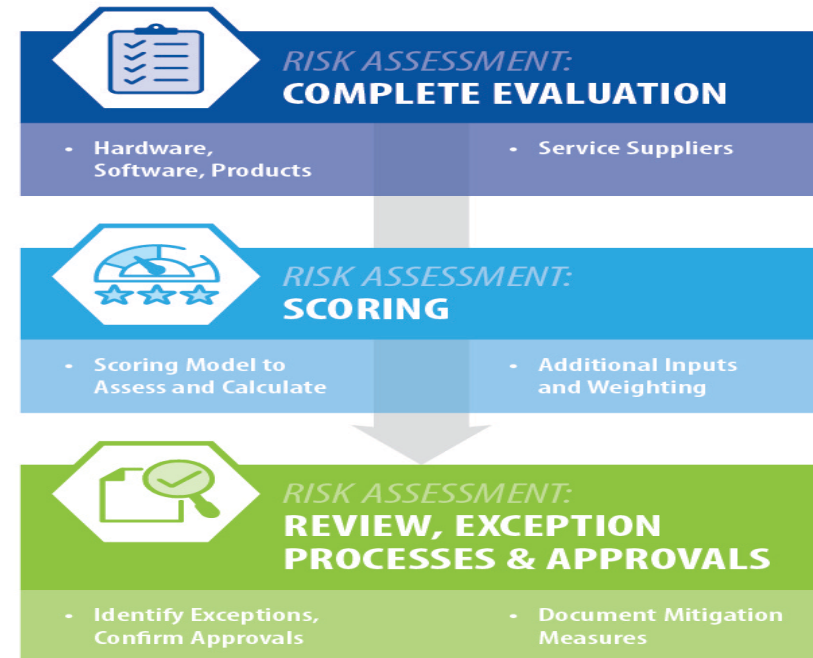 RISK ASSESSMENT:
COMPLETE EVALUATION
• Hardware,
Software, Products
• Service Suppliers
RISK ASSESSMENT:
SCORING
• Scoring Model to
Assess and Calculate
• Additional Inputs
and Weighting
RISK ASSESSMENT:
REVIEW, EXCEPTION
PROCESSES & APPROVALS
• Identify Exceptions,
Confirm Approvals
• Document Mitigation
Measures